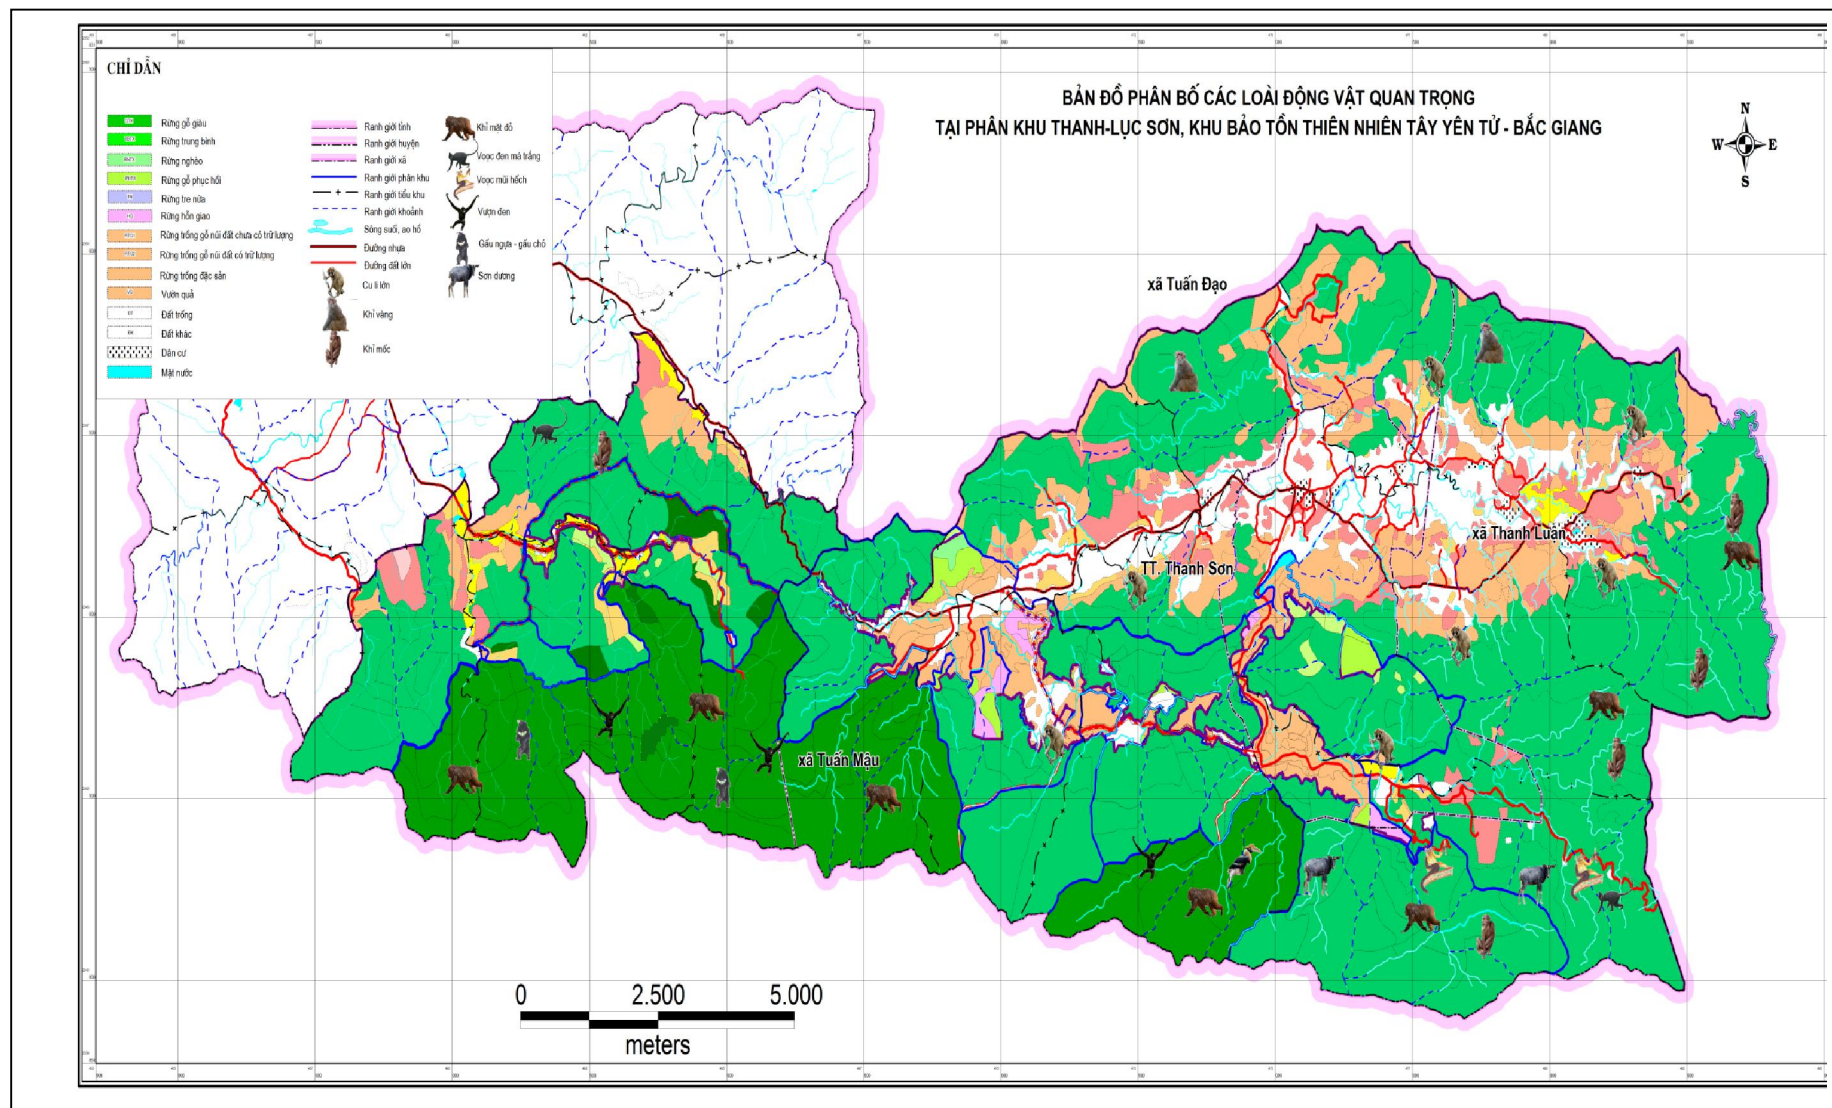 BẢN ĐỒ PHÂN BỐ CÁC LOÀI ĐỘNG VẬT QUAN TRỌNG
TẠI PHÂN KHU THANH-LỤC SƠN, KHU BẢO TỒN THIÊN NHIÊN TÂY YÊN TỬ - BẮC GIANG
N
W
E
S
CHỈ DẪN
Rừng gỗ giàu
Rừng trung bình
Rừng nghèo
Rừng gỗ phục hồi
Rừng tre nứa
Rừng hỗn giao
Rừng trồng gỗ núi đất chưa có trữ lượng
Rừng trồng gỗ núi đất có trữ lượng
Rừng trồng đặc sản
Vườn quả
Đất trống
Đất khác
Dân cư
Mặt nước
Ranh giới tỉnh
Ranh giới huyện
Ranh giới xã
Ranh giới phân khu
Ranh giới tiểu khu
Ranh giới khoảnh
Sông suối, ao hồ
Đường nhựa
Đường đất lớn
Cu li lớn
Khỉ vàng
Khỉ mốc
Khỉ mặt đỏ
Voọc đen má trắng
Voọc mũi hếch
Vượn đen
Gấu ngựa - gấu chó
Sơn dương
xã Tuấn Đạo
xã Thanh Luận
TT. Thanh Sơn
xã Tuấn Mậu
0 2.500 5.000
meters